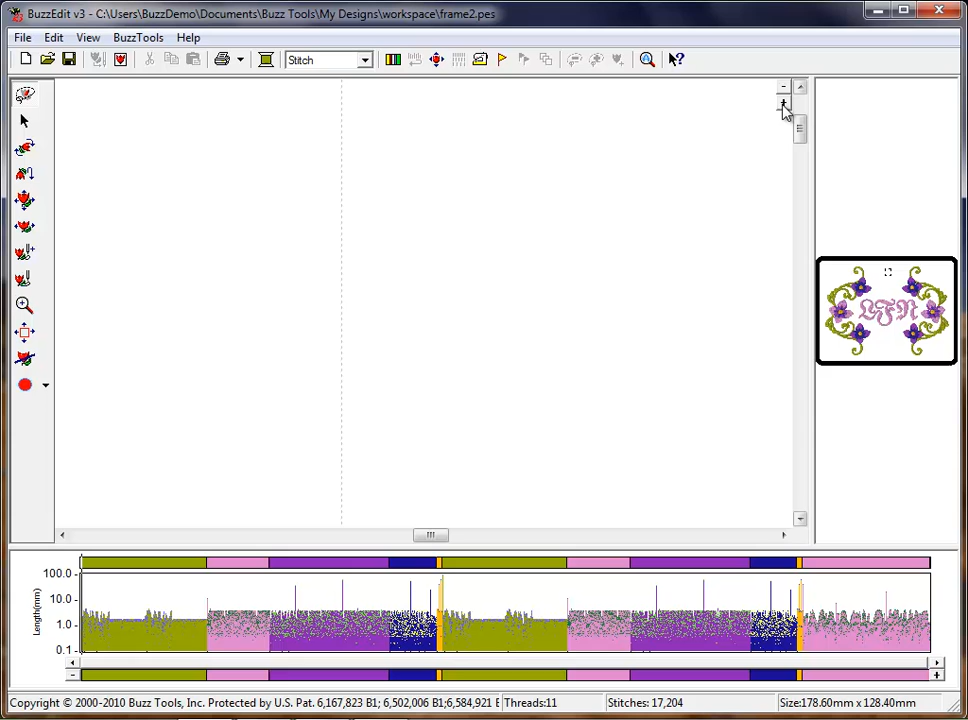 BuzzEdit v3 - C:\Users\BuzzDemo\Documents\Buzz Tools\My Designs\workspace\frame2.pes
File Edit View BuzzTools Help
Stitch
-
+
LFN
100.0
10.0
1.0
0.1
Length(mm)
- +
Copyright © 2000-2010 Buzz Tools, Inc. Protected by U.S. Pat. 6,167,823 B1; 6,502,006 B1;6,584,921 E Threads:11 Stitches: 17,204 Size:178.60mm x 128.40mm